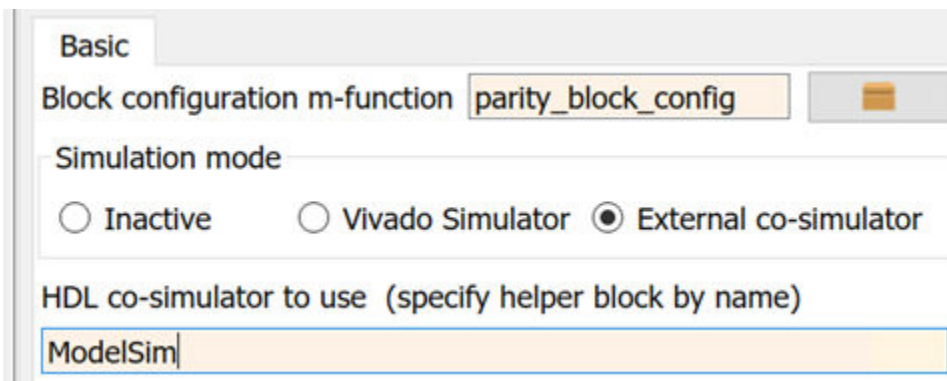 Basic
Block configuration m-function parity_block_config
Simulation mode
Inactive Vivado Simulator External co-simulator
HDL co-simulator to use (specify helper block by name)
ModelSim